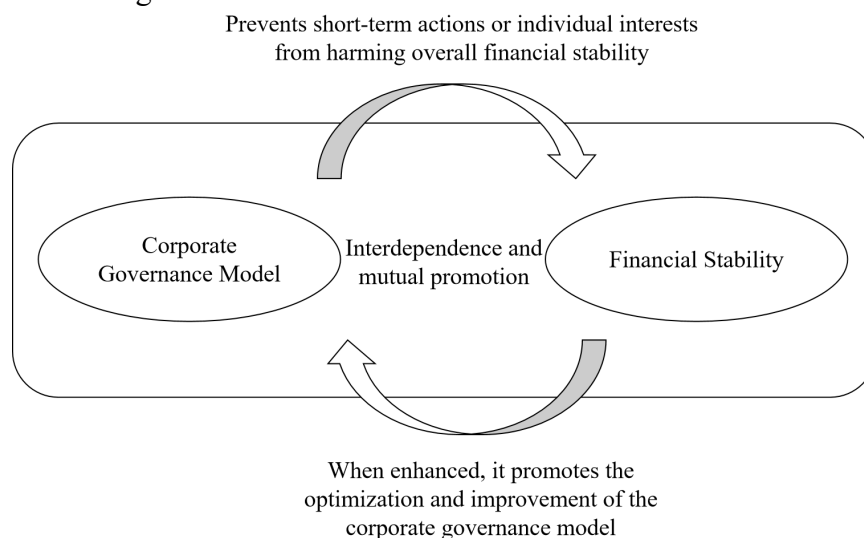 Prevents short-term actions or individual interests
from harming overall financial stability
Corporate
Governance Model
Interdependence and
mutual promotion
Financial Stability
When enhanced, it promotes the
optimization and improvement of the
corporate governance model